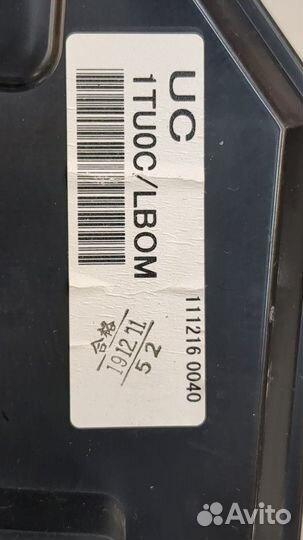 UC
1TU0C/LBOM
111216 0040
合格
19 12 11
52
Avito